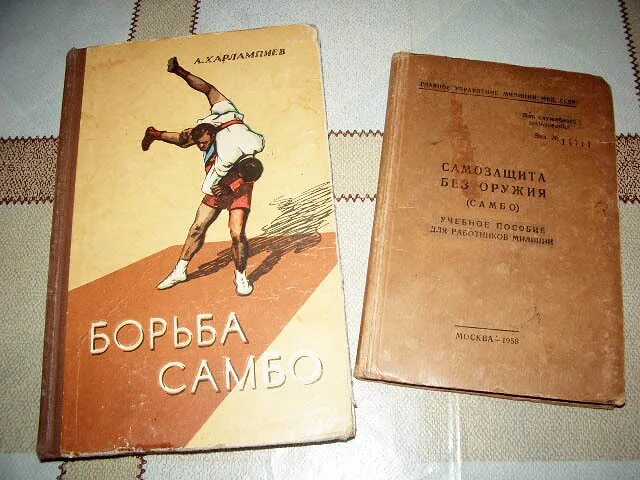 А. ХАРЛАМПИЕВ
БОРЬБА
САМБО
ГЛАВНОЕ УПРАВЛЕНИЕ МИЛИЦИИ МВД СССР
Для служебного
пользования
Экз. №
САМОЗАЩИТА
БЕЗ ОРУЖИЯ
(САМБО)
УЧЕБНОЕ ПОСОБИЕ
ДЛЯ РАБОТНИКОВ МИЛИЦИИ
МОСКВА—1958